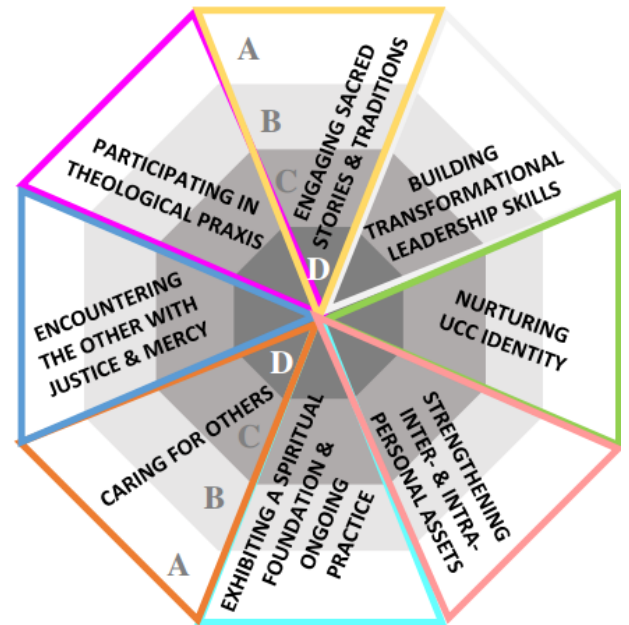 A
B
C
D
ENGAGING SACRED
STORIES & TRADITIONS
BUILDING
TRANSFORMATIONAL
LEADERSHIP SKILLS
NURTURING
UCC IDENTITY
STRENGTHENING
INTER- & INTRA-
PERSONAL ASSETS
EXHIBITING A SPIRITUAL
FOUNDATION &
ONGOING
PRACTICE
D
C
B
A
CARING FOR OTHERS
ENCOUNTERING
THE OTHER WITH
JUSTICE & MERCY
PARTICIPATING IN
THEOLOGICAL PRAXIS